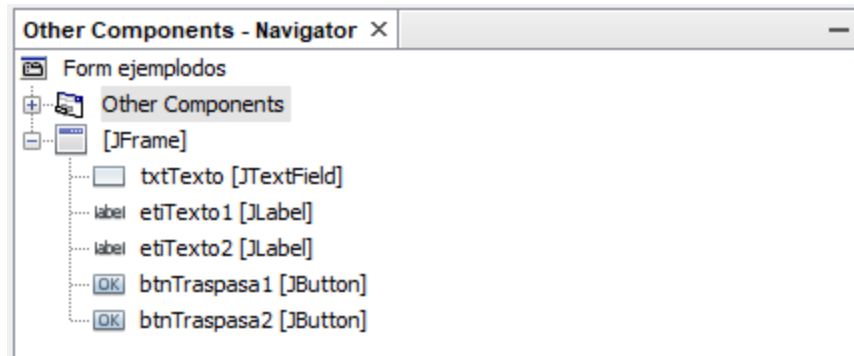 Other Components - Navigator ×
Form ejemplodos
Other Components
[JFrame]
txtTexto [JTextField]
label etiTexto1 [JLabel]
label etiTexto2 [JLabel]
OK btnTraspasa1 [JButton]
OK btnTraspasa2 [JButton]